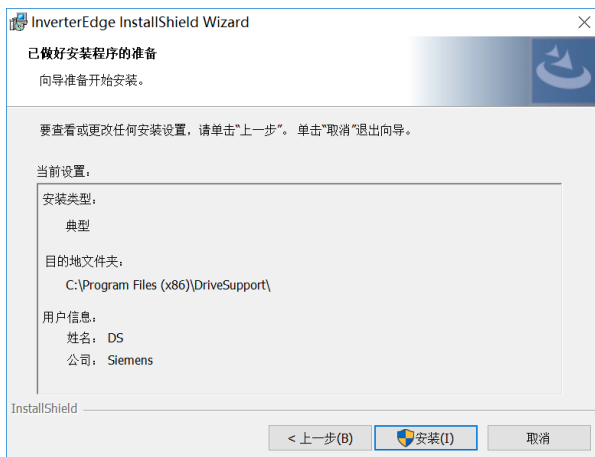 InverterEdge InstallShield Wizard
已做好安装程序的准备
向导准备开始安装。
要查看或更改任何安装设置，请单击“上一步”。 单击“取消”退出向导。
当前设置：
安装类型：
典型
目的地文件夹：
C:\Program Files (x86)\DriveSupport\
用户信息：
姓名： DS
公司： Siemens
InstallShield
< 上一步(B)
安装(I)
取消